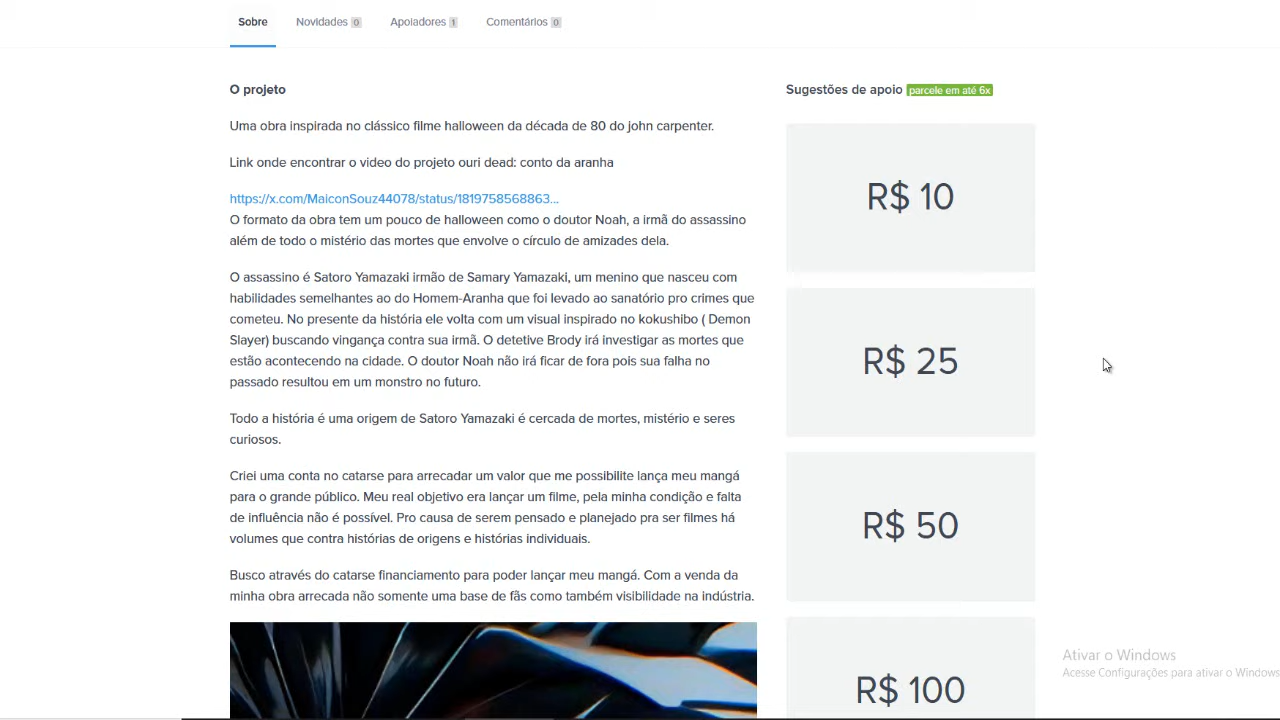 Sobre
Novidades 0
Apoiadores 1
Comentários 0
O projeto
Uma obra inspirada no clássico filme halloween da década de 80 do john carpenter.
Link onde encontrar o video do projeto ouri dead: conto da aranha
https://x.com/MaiconSouz44078/status/1819758568863...
O formato da obra tem um pouco de halloween como o doutor Noah, a irmã do assassino
além de todo o mistério das mortes que envolve o círculo de amizades dela.
O assassino é Satoro Yamazaki irmão de Samary Yamazaki, um menino que nasceu com
habilidades semelhantes ao do Homem-Aranha que foi levado ao sanatório pro crimes que
cometeu. No presente da história ele volta com um visual inspirado no kokushibo ( Demon
Slayer) buscando vingança contra sua irmã. O detetive Brody irá investigar as mortes que
estão acontecendo na cidade. O doutor Noah não irá ficar de fora pois sua falha no
passado resultou em um monstro no futuro.
Todo a história é uma origem de Satoro Yamazaki é cercada de mortes, mistério e seres
curiosos.
Criei uma conta no catarse para arrecadar um valor que me possibilite lança meu mangá
para o grande público. Meu real objetivo era lançar um filme, pela minha condição e falta
de influência não é possível. Pro causa de serem pensado e planejado pra ser filmes há
volumes que contra histórias de origens e histórias individuais.
Busco através do catarse financiamento para poder lançar meu mangá. Com a venda da
minha obra arrecada não somente uma base de fãs como também visibilidade na indústria.
Sugestões de apoio parcele em até 6x
R$ 10
R$ 25
R$ 50
R$ 100
Ativar o Windows
Acesse Configurações para ativar o Windows